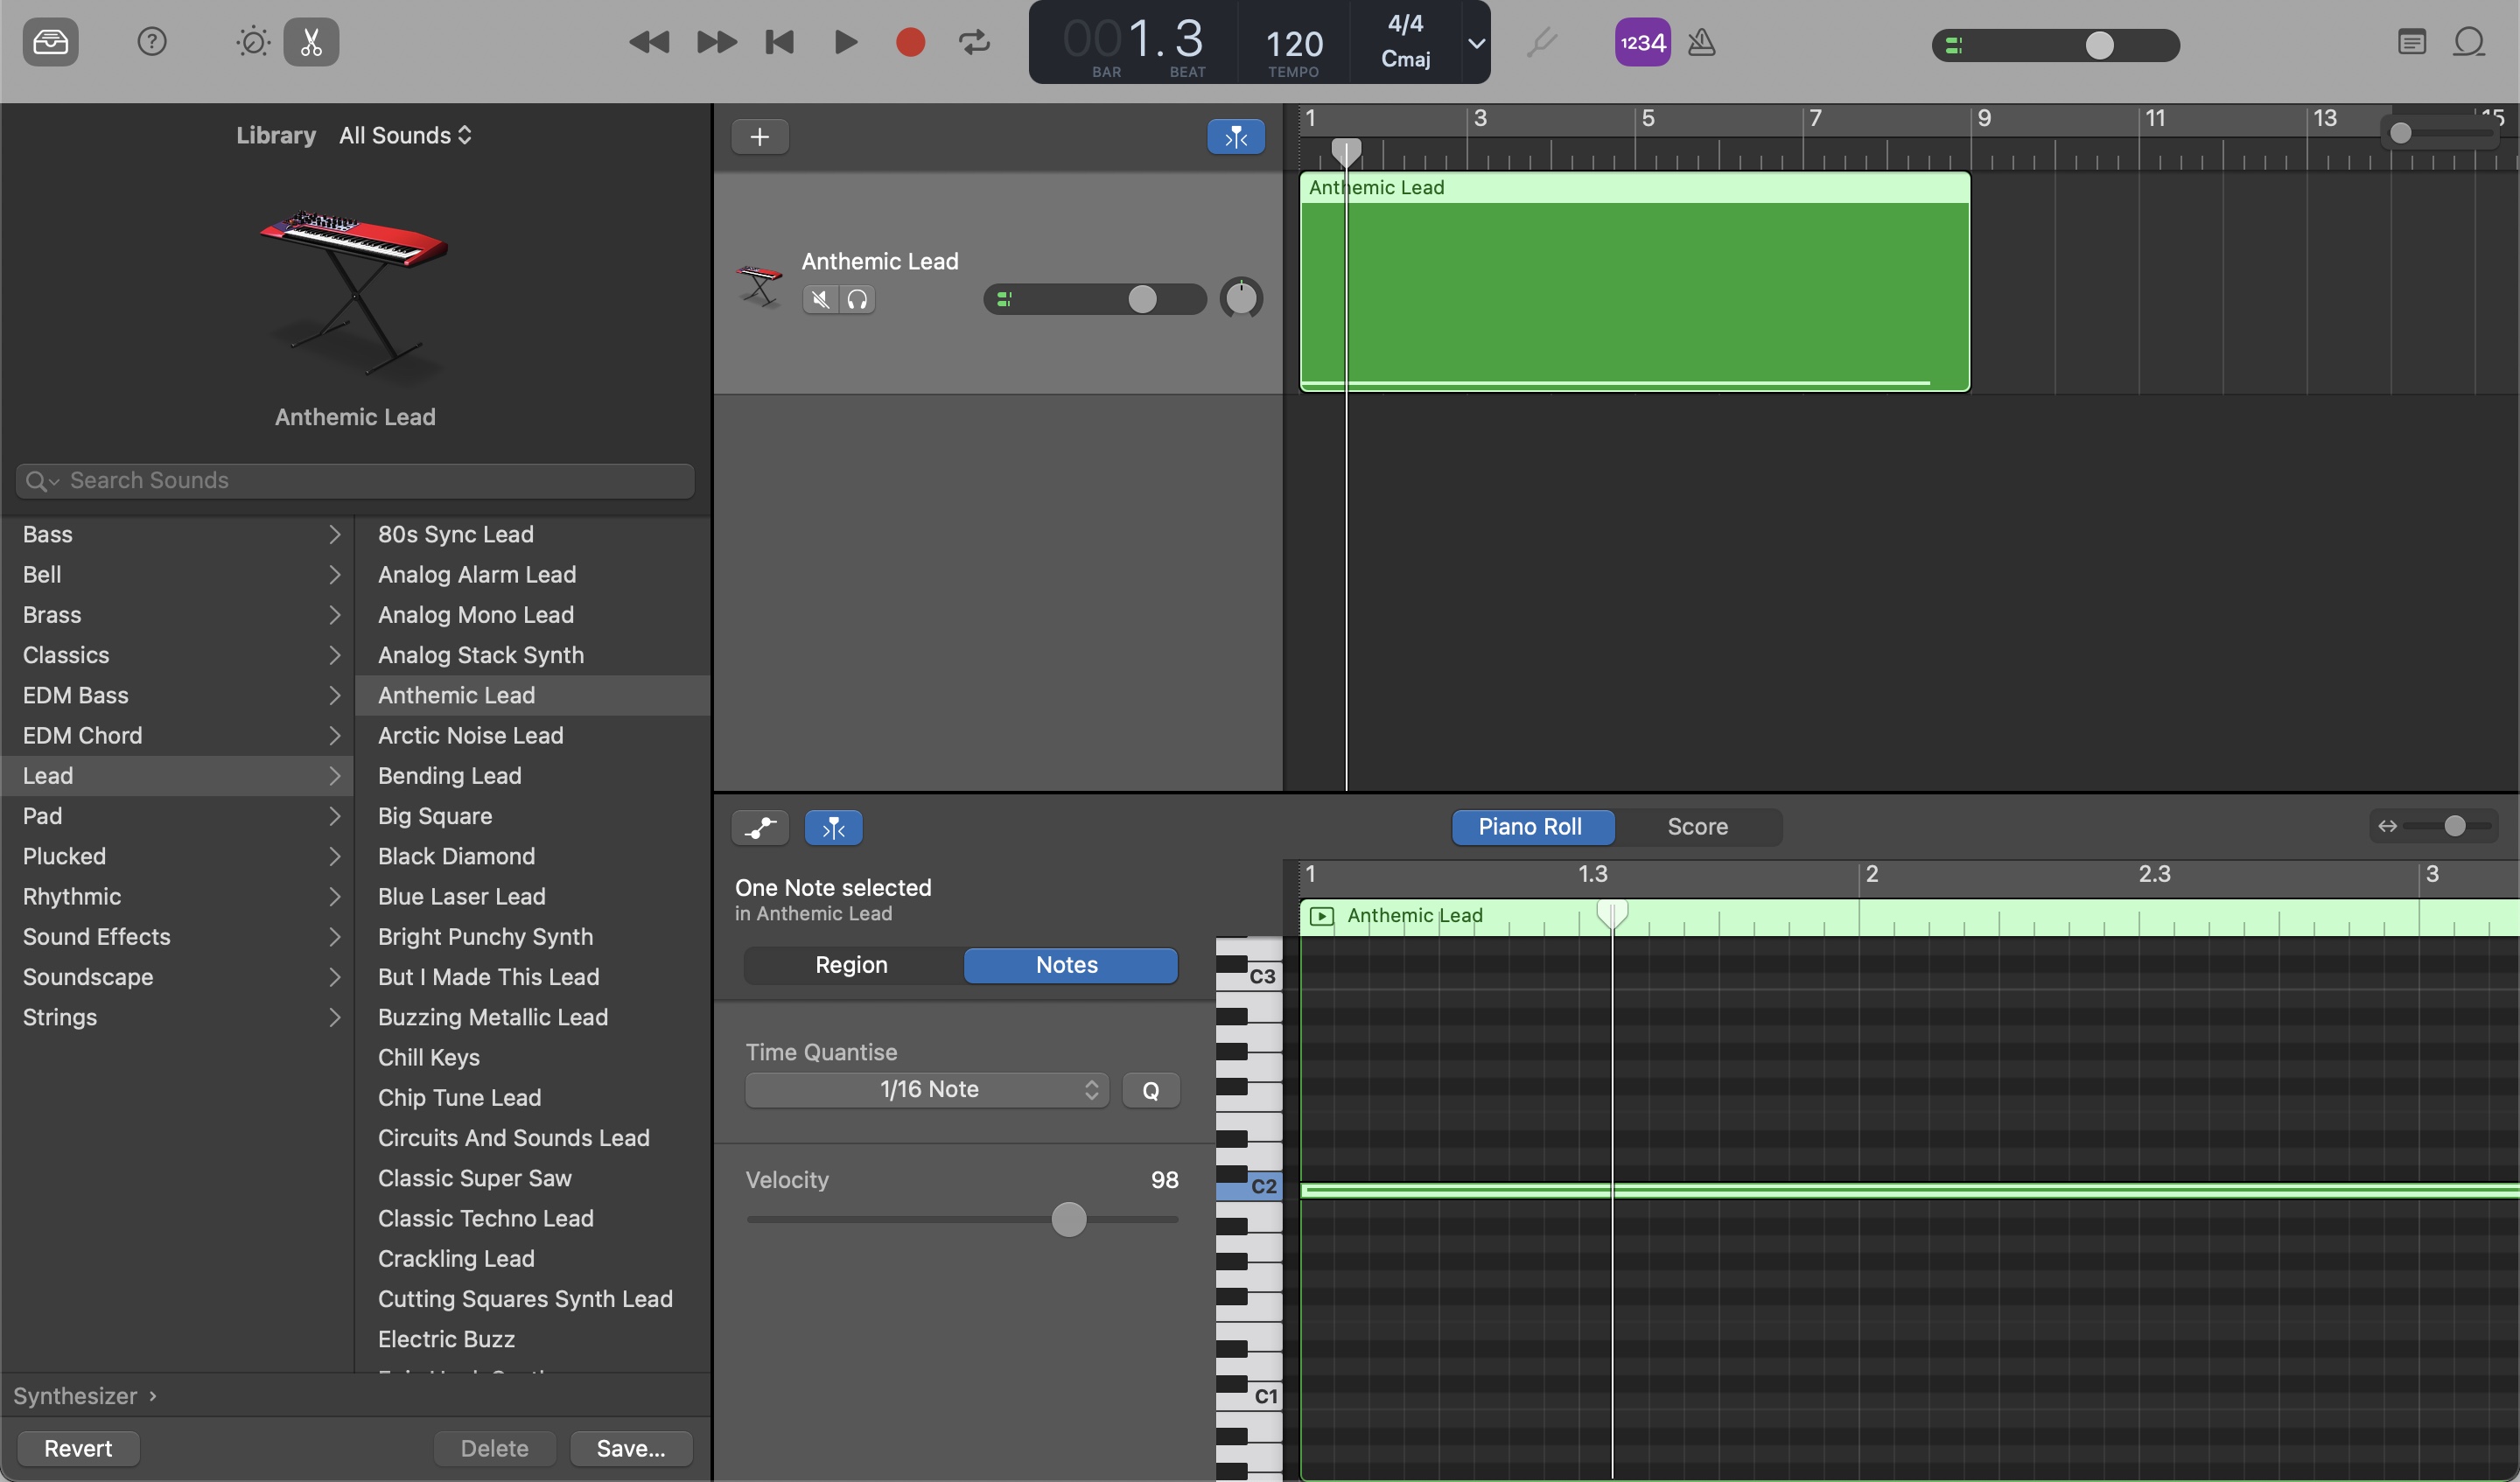 001.3
BAR
BEAT
120
TEMPO
4/4
Cmaj
1234
Library
All Sounds
Anthemic Lead
Search Sounds
Bass
Bell
Brass
Classics
EDM Bass
EDM Chord
Lead
Pad
Plucked
Rhythmic
Sound Effects
Soundscape
Strings
80s Sync Lead
Analog Alarm Lead
Analog Mono Lead
Analog Stack Synth
Anthemic Lead
Arctic Noise Lead
Bending Lead
Big Square
Black Diamond
Blue Laser Lead
Bright Punchy Synth
But I Made This Lead
Buzzing Metallic Lead
Chill Keys
Chip Tune Lead
Circuits And Sounds Lead
Classic Super Saw
Classic Techno Lead
Crackling Lead
Cutting Squares Synth Lead
Electric Buzz
Synthesizer ›
Revert
Delete
Save...
1 3 5 7 9 11 13 15
Anthemic Lead
Anthemic Lead
Piano Roll
Score
One Note selected
in Anthemic Lead
Region
Notes
Time Quantise
1/16 Note
Q
Velocity
98
1 1.3 2 2.3 3
Anthemic Lead
C3
C2
C1